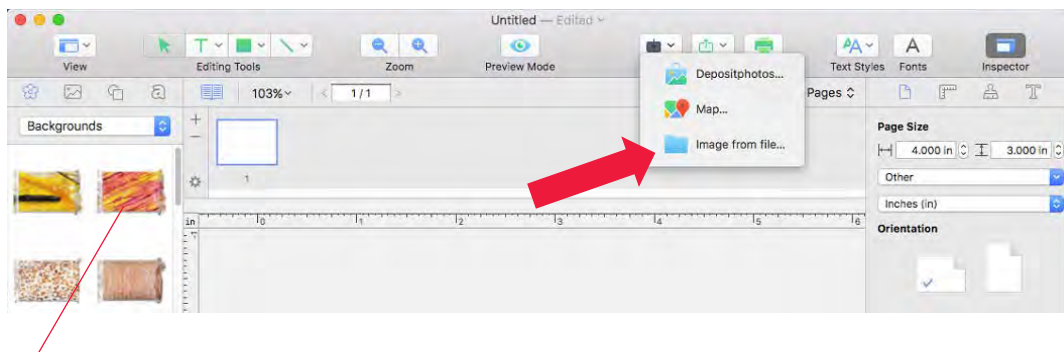 Untitled — Edited
View
Editing Tools
Zoom
Preview Mode
Text Styles
Fonts
Inspector
T
A A
A
103%
1/1
Pages
a
T
Depositphotos...
Map...
Image from file...
Backgrounds
1
in 0 1 2 3 4 5 6
Page Size
4.000 in
3.000 in
Other
Inches (in)
Orientation